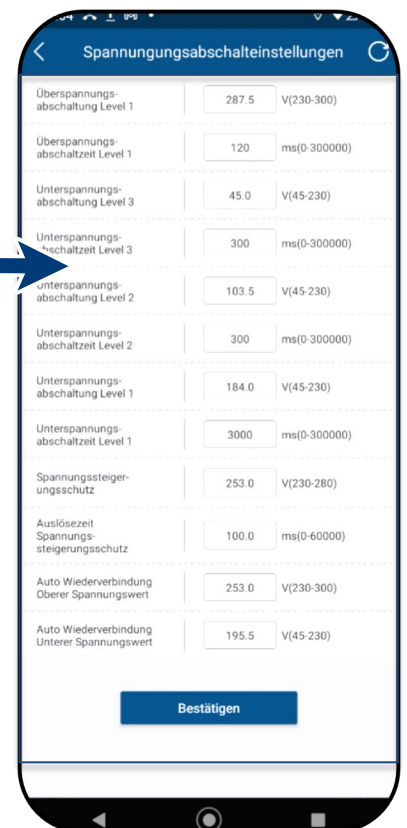 Spannungungsabschalteinstellungen
Überspannungs-
abschaltung Level 1
287.5 V(230-300)
Überspannungs-
abschaltzeit Level 1
120 ms(0-300000)
Unterspannungs-
abschaltung Level 3
45.0 V(45-230)
Unterspannungs-
abschaltzeit Level 3
300 ms(0-300000)
Unterspannungs-
abschaltung Level 2
103.5 V(45-230)
Unterspannungs-
abschaltzeit Level 2
300 ms(0-300000)
Unterspannungs-
abschaltung Level 1
184.0 V(45-230)
Unterspannungs-
abschaltzeit Level 1
3000 ms(0-300000)
Spannungssteiger-
ungsschutz
253.0 V(230-280)
Auslösezeit
Spannungs-
steigerungsschutz
100.0 ms(0-60000)
Auto Wiederverbindung
Oberer Spannungswert
253.0 V(230-300)
Auto Wiederverbindung
Unterer Spannungswert
195.5 V(45-230)
Bestätigen